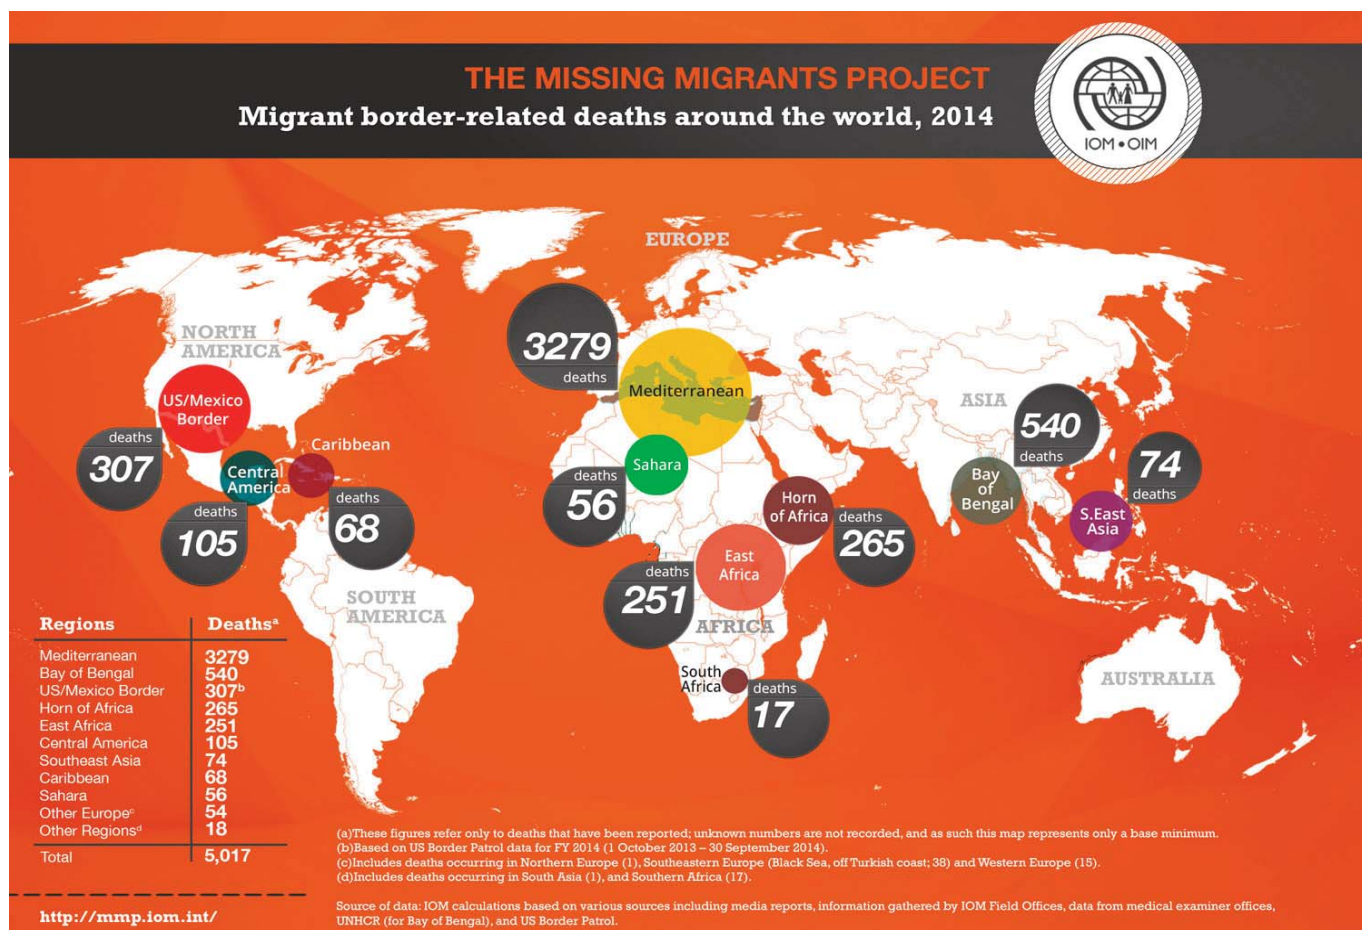 THE MISSING MIGRANTS PROJECT
Migrant border-related deaths around the world, 2014
IOM • OIM
EUROPE
NORTH
AMERICA
3279
deaths
Mediterranean
US/Mexico
Border
ASIA
540
deaths
deaths
307
Caribbean
Central
America
Sahara
deaths
56
74
deaths
Bay
of
Bengal
S.East
Asia
deaths
105
deaths
68
Horn
of Africa
deaths
265
East
Africa
deaths
251
SOUTH
AMERICA
AFRICA
South
Africa
deaths
17
AUSTRALIA
Regions Deathsᵃ
Mediterranean 3279
Bay of Bengal 540
US/Mexico Border 307ᵇ
Horn of Africa 265
East Africa 251
Central America 105
Southeast Asia 74
Caribbean 68
Sahara 56
Other Europeᶜ 54
Other Regionsᵈ 18
Total 5,017
http://mmp.iom.int/
(a)These figures refer only to deaths that have been reported; unknown numbers are not recorded, and as such this map represents only a base minimum.
(b)Based on US Border Patrol data for FY 2014 (1 October 2013 – 30 September 2014).
(c)Includes deaths occurring in Northern Europe (1), Southeastern Europe (Black Sea, off Turkish coast; 38) and Western Europe (15).
(d)Includes deaths occurring in South Asia (1), and Southern Africa (17).
Source of data: IOM calculations based on various sources including media reports, information gathered by IOM Field Offices, data from medical examiner offices,
UNHCR (for Bay of Bengal), and US Border Patrol.